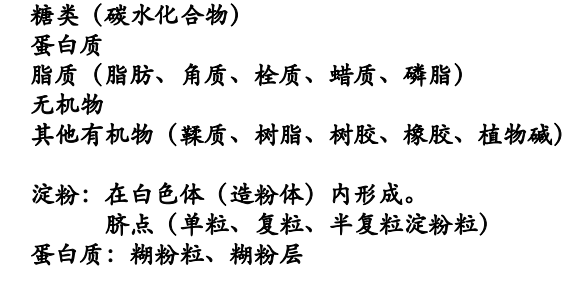 糖类（碳水化合物）
蛋白质
脂质（脂肪、角质、栓质、蜡质、磷脂）
无机物
其他有机物（鞣质、树脂、树胶、橡胶、植物碱）
淀粉：在白色体（造粉体）内形成。
脐点（单粒、复粒、半复粒淀粉粒）
蛋白质：糊粉粒、糊粉层